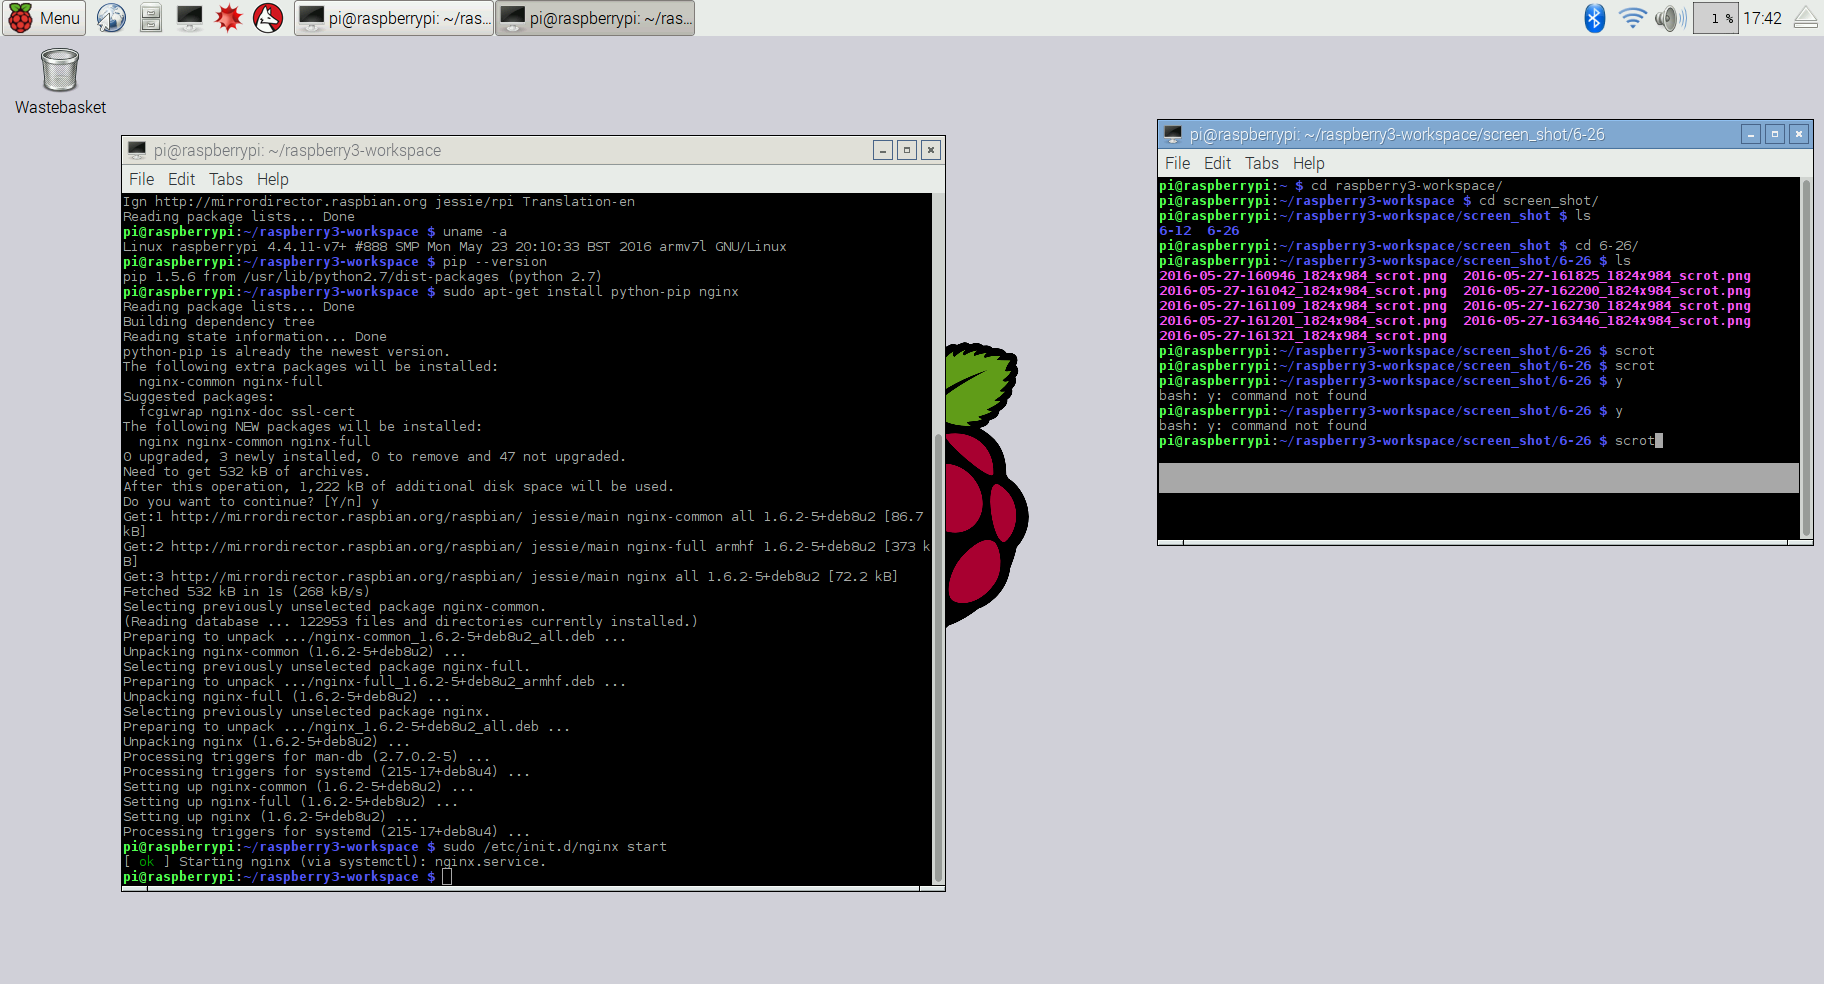 Menu
pi@raspberrypi: ~/ras...
pi@raspberrypi: ~/ras...
1 %
17:42
Wastebasket
pi@raspberrypi: ~/raspberry3-workspace
File Edit Tabs Help
Ign http://mirrordirector.raspbian.org jessie/rpi Translation-en
Reading package lists... Done
pi@raspberrypi:~/raspberry3-workspace $ uname -a
Linux raspberrypi 4.4.11-v7+ #888 SMP Mon May 23 20:10:33 BST 2016 armv7l GNU/Linux
pi@raspberrypi:~/raspberry3-workspace $ pip --version
pip 1.5.6 from /usr/lib/python2.7/dist-packages (python 2.7)
pi@raspberrypi:~/raspberry3-workspace $ sudo apt-get install python-pip nginx
Reading package lists... Done
Building dependency tree
Reading state information... Done
python-pip is already the newest version.
The following extra packages will be installed:
  nginx-common nginx-full
Suggested packages:
  fcgiwrap nginx-doc ssl-cert
The following NEW packages will be installed:
  nginx nginx-common nginx-full
0 upgraded, 3 newly installed, 0 to remove and 47 not upgraded.
Need to get 532 kB of archives.
After this operation, 1,222 kB of additional disk space will be used.
Do you want to continue? [Y/n] y
Get:1 http://mirrordirector.raspbian.org/raspbian/ jessie/main nginx-common all 1.6.2-5+deb8u2 [86.7
kB]
Get:2 http://mirrordirector.raspbian.org/raspbian/ jessie/main nginx-full armhf 1.6.2-5+deb8u2 [373 k
B]
Get:3 http://mirrordirector.raspbian.org/raspbian/ jessie/main nginx all 1.6.2-5+deb8u2 [72.2 kB]
Fetched 532 kB in 1s (268 kB/s)
Selecting previously unselected package nginx-common.
(Reading database ... 122953 files and directories currently installed.)
Preparing to unpack .../nginx-common_1.6.2-5+deb8u2_all.deb ...
Unpacking nginx-common (1.6.2-5+deb8u2) ...
Selecting previously unselected package nginx-full.
Preparing to unpack .../nginx-full_1.6.2-5+deb8u2_armhf.deb ...
Unpacking nginx-full (1.6.2-5+deb8u2) ...
Selecting previously unselected package nginx.
Preparing to unpack .../nginx_1.6.2-5+deb8u2_all.deb ...
Unpacking nginx (1.6.2-5+deb8u2) ...
Processing triggers for man-db (2.7.0.2-5) ...
Processing triggers for systemd (215-17+deb8u4) ...
Setting up nginx-common (1.6.2-5+deb8u2) ...
Setting up nginx-full (1.6.2-5+deb8u2) ...
Setting up nginx (1.6.2-5+deb8u2) ...
Processing triggers for systemd (215-17+deb8u4) ...
pi@raspberrypi:~/raspberry3-workspace $ sudo /etc/init.d/nginx start
[ ok ] Starting nginx (via systemctl): nginx.service.
pi@raspberrypi:~/raspberry3-workspace $
pi@raspberrypi: ~/raspberry3-workspace/screen_shot/6-26
File Edit Tabs Help
pi@raspberrypi:~ $ cd raspberry3-workspace/
pi@raspberrypi:~/raspberry3-workspace $ cd screen_shot/
pi@raspberrypi:~/raspberry3-workspace/screen_shot $ ls
6-12  6-26
pi@raspberrypi:~/raspberry3-workspace/screen_shot $ cd 6-26/
pi@raspberrypi:~/raspberry3-workspace/screen_shot/6-26 $ ls
2016-05-27-160946_1824x984_scrot.png  2016-05-27-161825_1824x984_scrot.png
2016-05-27-161042_1824x984_scrot.png  2016-05-27-162200_1824x984_scrot.png
2016-05-27-161109_1824x984_scrot.png  2016-05-27-162730_1824x984_scrot.png
2016-05-27-161201_1824x984_scrot.png  2016-05-27-163446_1824x984_scrot.png
2016-05-27-161321_1824x984_scrot.png
pi@raspberrypi:~/raspberry3-workspace/screen_shot/6-26 $ scrot
pi@raspberrypi:~/raspberry3-workspace/screen_shot/6-26 $ scrot
pi@raspberrypi:~/raspberry3-workspace/screen_shot/6-26 $ y
bash: y: command not found
pi@raspberrypi:~/raspberry3-workspace/screen_shot/6-26 $ y
bash: y: command not found
pi@raspberrypi:~/raspberry3-workspace/screen_shot/6-26 $ scrot